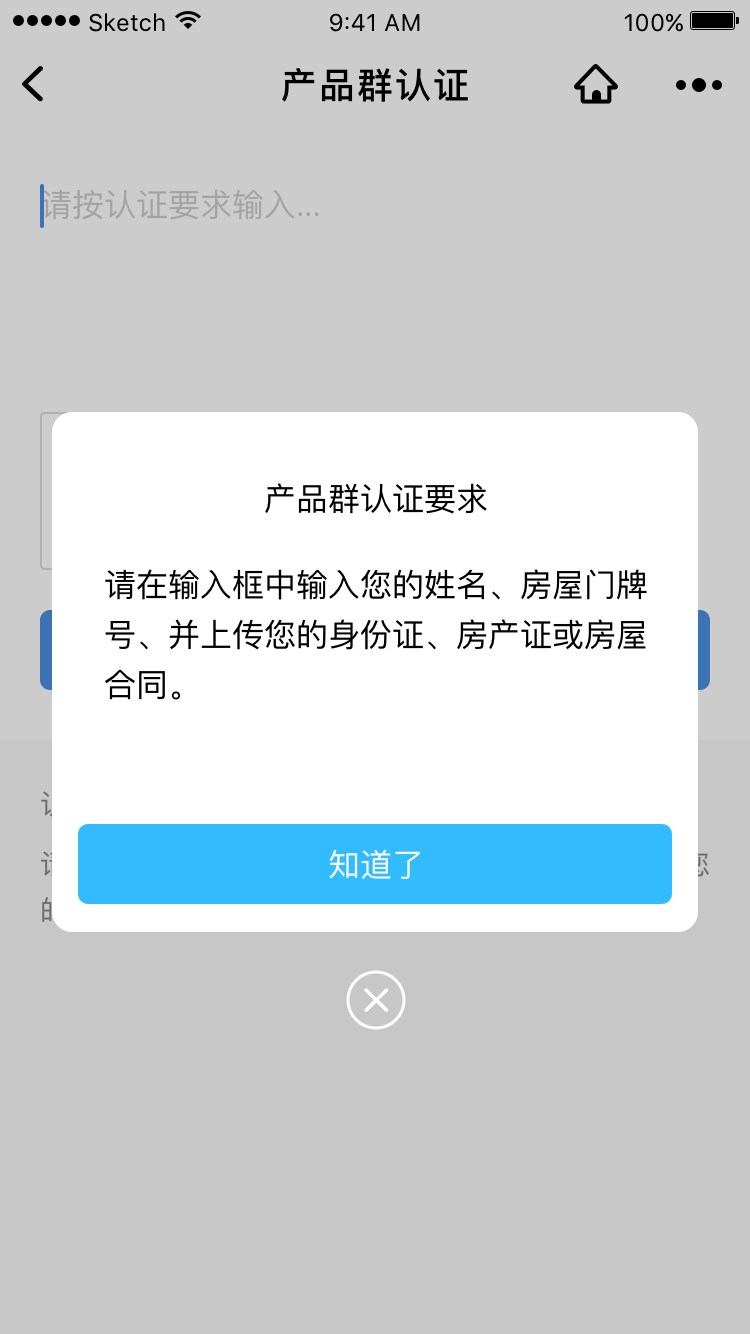 Sketch 9:41 AM 100%
产品群认证
请按认证要求输入...
产品群认证要求
请在输入框中输入您的姓名、房屋门牌
号、并上传您的身份证、房产证或房屋
合同。
您
的
知道了